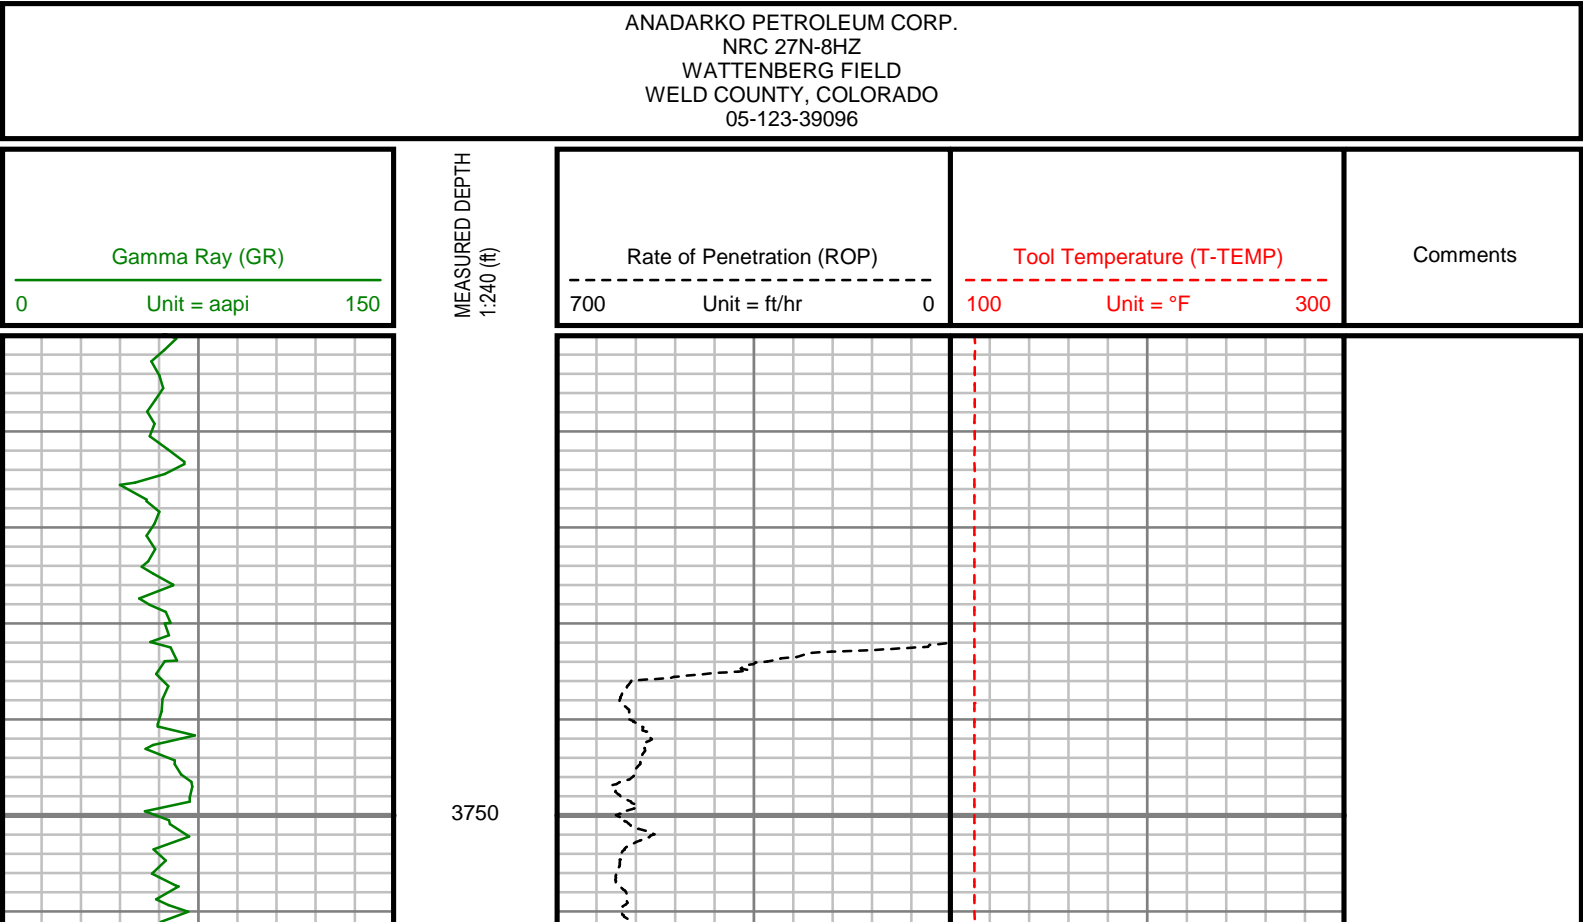 ANADARKO PETROLEUM CORP.
NRC 27N-8HZ
WATTENBERG FIELD
WELD COUNTY, COLORADO
05-123-39096
Gamma Ray (GR)
0 Unit = aapi 150
MEASURED DEPTH
1:240 (ft)
Rate of Penetration (ROP)
700 Unit = ft/hr 0
Tool Temperature (T-TEMP)
100 Unit = °F 300
Comments
3750